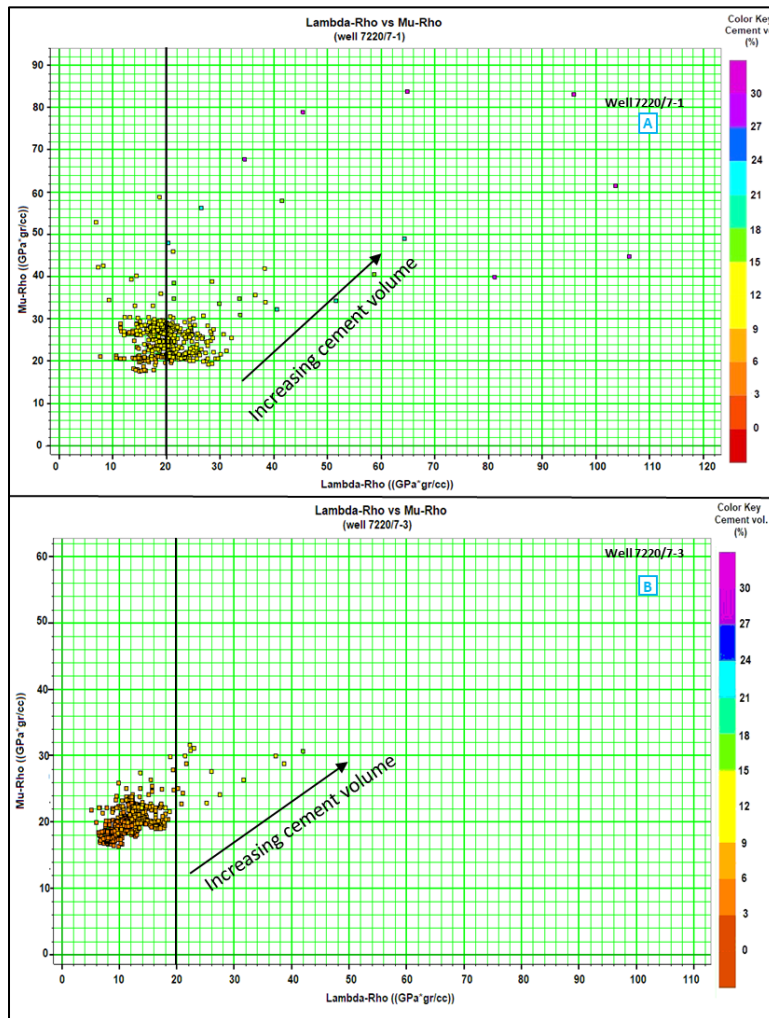 Lambda-Rho vs Mu-Rho
(well 7220/7-1)
Color Key
Cement vol
(%)
Well 7220/7-1
A
90
80
70
60
50
40
30
20
10
0
Mu-Rho ((GPa*gr/cc))
Increasing cement volume
30
27
24
21
18
15
12
9
6
3
0
0 10 20 30 40 50 60 70 80 90 100 110 120
Lambda-Rho ((GPa*gr/cc)
Lambda-Rho vs Mu-Rho
(well 7220/7-3)
Color Key
Cement vol.
(%)
Well 7220/7-3
B
60
50
40
30
20
10
0
Mu-Rho ((GPa*gr/cc))
Increasing cement volume
30
27
24
21
18
15
12
9
6
3
0
0 10 20 30 40 50 60 70 80 90 100 110
Lambda-Rho ((GPa*gr/cc))